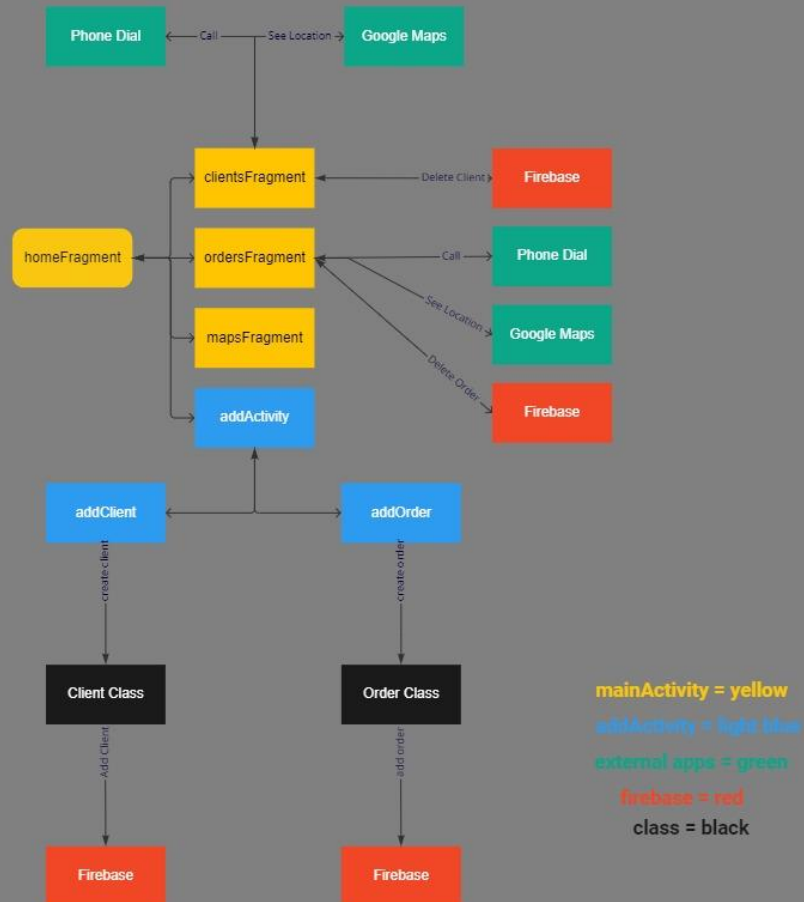 Phone Dial
Call
See Location
Google Maps
clientsFragment
Delete Client
Firebase
homeFragment
ordersFragment
Call
Phone Dial
See Location
Google Maps
mapsFragment
Delete Order
Firebase
addActivity
addClient
addOrder
create client
create order
Client Class
Order Class
mainActivity = yellow
addActivity = light blue
Add Client
add order
external apps = green
firebase = red
class = black
Firebase
Firebase